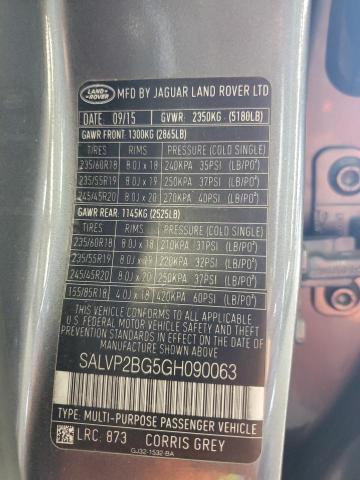 LAND ROVER
MFD BY JAGUAR LAND ROVER LTD
DATE 09/15 GVWR: 2350KG (5180LB)
GAWR FRONT: 1300KG (2865LB)
TIRES RIMS PRESSURE (COLD SINGLE)
235/60R18 8.0J x 18 240KPA 35PSI (LB/PO²)
235/55R19 8.0J x 19 250KPA 37PSI (LB/PO²)
245/45R20 8.0J x 20 270KPA 40PSI (LB/PO²)
GAWR REAR: 1145KG (2525LB)
TIRES RIMS PRESSURE (COLD SINGLE)
235/60R18 8.0J x 18 210KPA 31PSI (LB/PO²)
235/55R19 8.0J x 19 220KPA 32PSI (LB/PO²)
245/45R20 8.0J x 20 250KPA 37PSI (LB/PO²)
155/85R18 4.0J x 18 420KPA 60PSI (LB/PO²)
THIS VEHICLE CONFORMS TO ALL APPLICABLE
U.S. FEDERAL MOTOR VEHICLE SAFETY
AND THEFT PREVENTION STANDARDS IN EFFECT
ON THE DATE OF MANUFACTURE SHOWN ABOVE.
SALVP2BG5GH090063
TYPE: MULTI-PURPOSE PASSENGER VEHICLE
LRC: 873 CORRIS GREY
GJ32-1532-BA